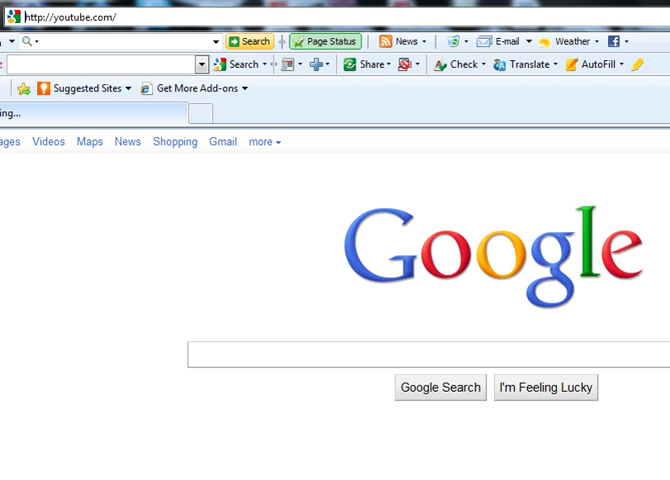 http://youtube.com/
Search Page Status News E-mail Weather
Search Share Check Translate AutoFill
Suggested Sites Get More Add-ons
ing...
ages Videos Maps News Shopping Gmail more
Google
Google Search I'm Feeling Lucky